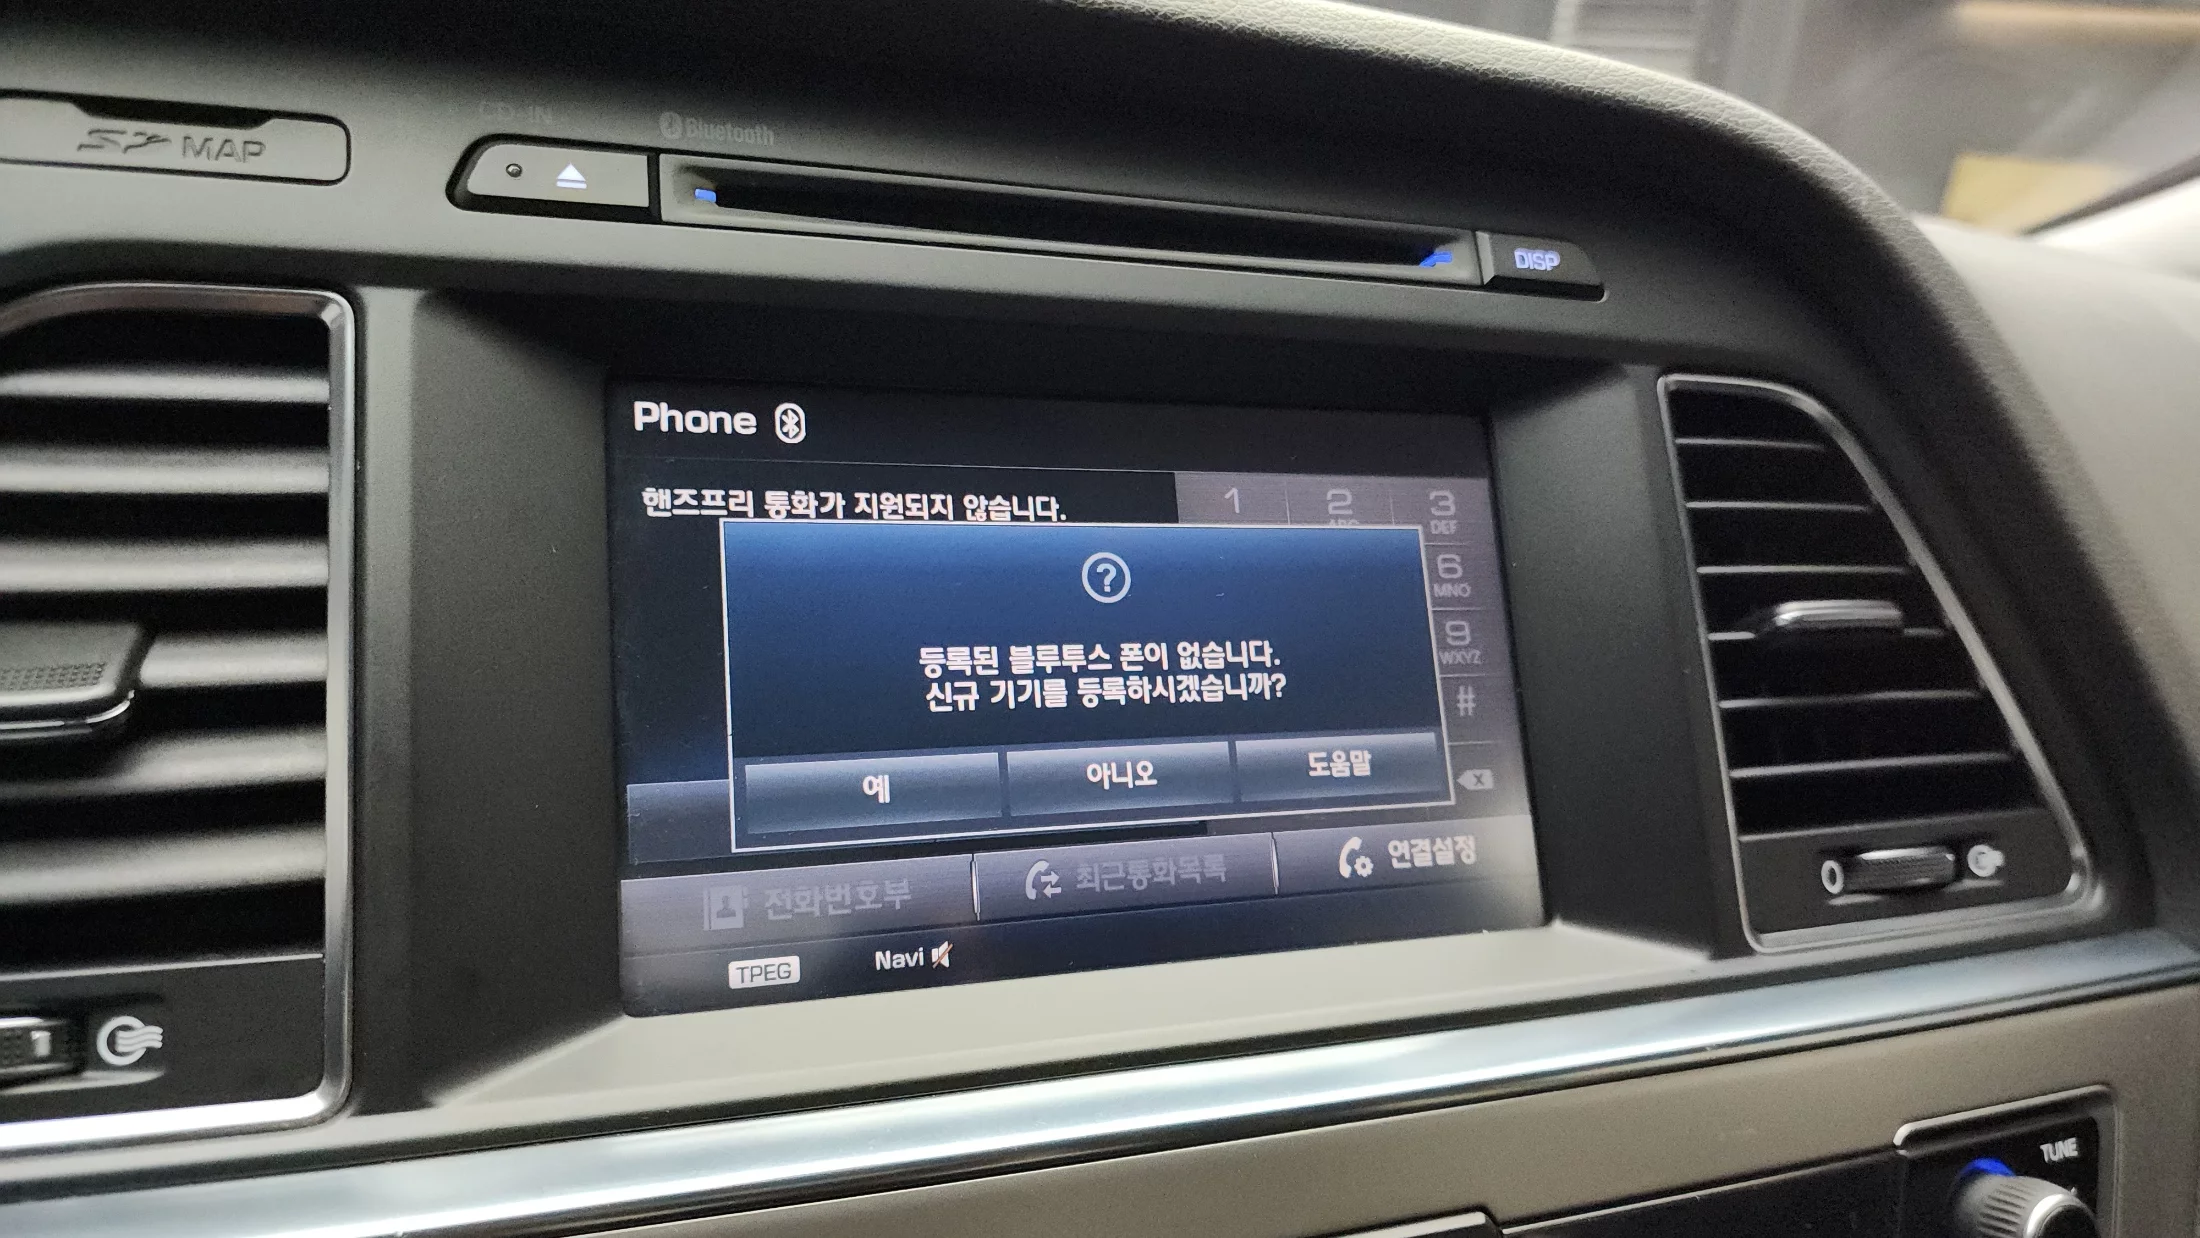 MAP
CD-IN
Bluetooth
DISP
Phone
핸즈프리 통화가 지원되지 않습니다.
1
2
3
DEF
6
MNO
9
WXYZ
#
등록된 블루투스 폰이 없습니다.
신규 기기를 등록하시겠습니까?
예
아니오
도움말
전화번호부
최근통화목록
연결설정
TPEG
Navi
0
1
TUNE